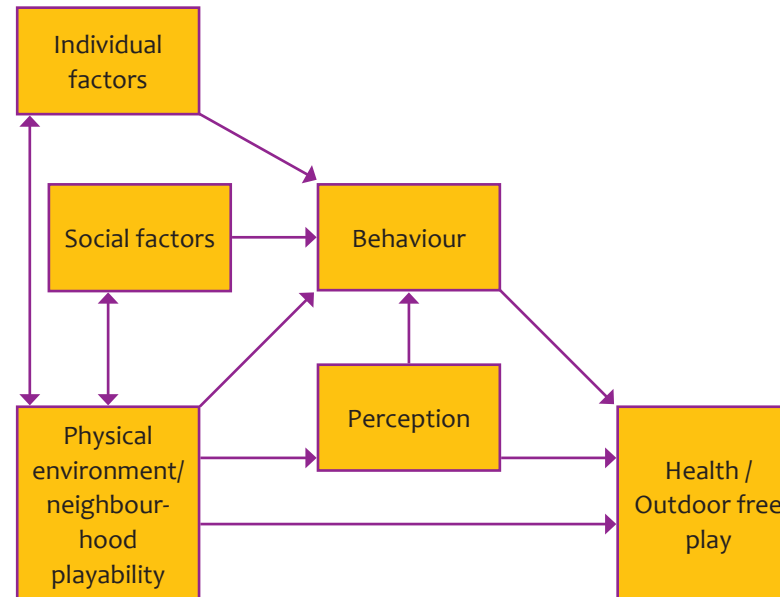 Individual
factors
Social factors
Behaviour
Perception
Physical
environment/
neighbour-
hood
playability
Health /
Outdoor free
play